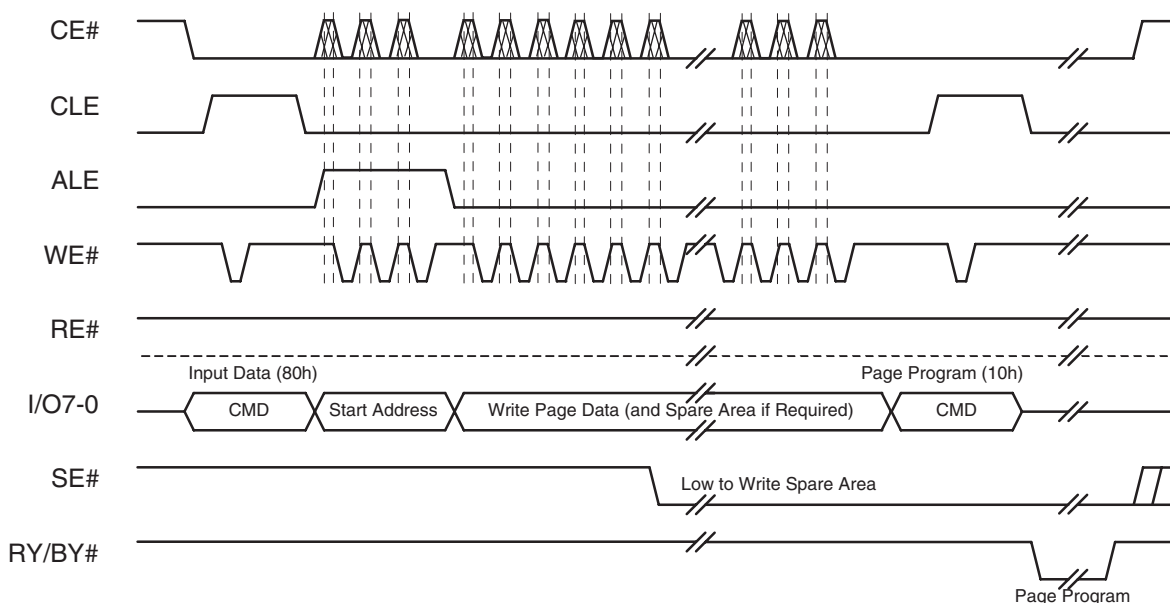 CE#
CLE
ALE
WE#
RE#
Input Data (80h)
Page Program (10h)
I/O7-0
CMD
Start Address
Write Page Data (and Spare Area if Required)
CMD
SE#
Low to Write Spare Area
RY/BY#
Page Program